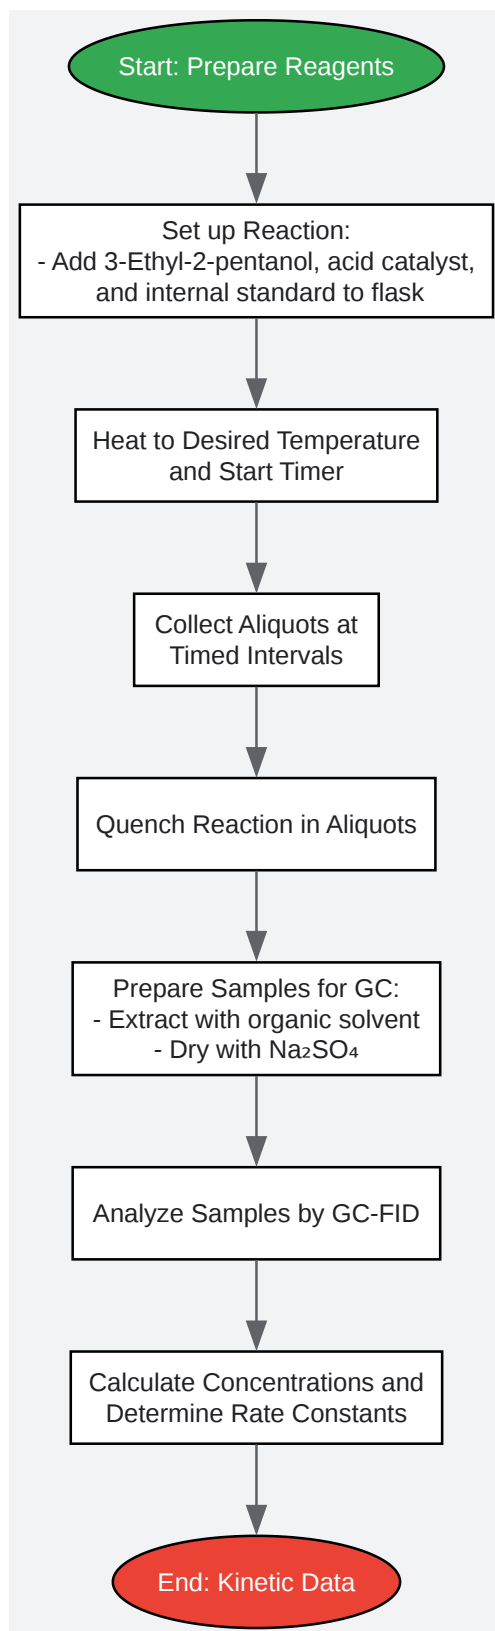 Start: Prepare Reagents
Set up Reaction:
- Add 3-Ethyl-2-pentanol, acid catalyst,
and internal standard to flask
Heat to Desired Temperature
and Start Timer
Collect Aliquots at
Timed Intervals
Quench Reaction in Aliquots
Prepare Samples for GC:
- Extract with organic solvent
- Dry with Na₂SO₄
Analyze Samples by GC-FID
Calculate Concentrations and
Determine Rate Constants
End: Kinetic Data